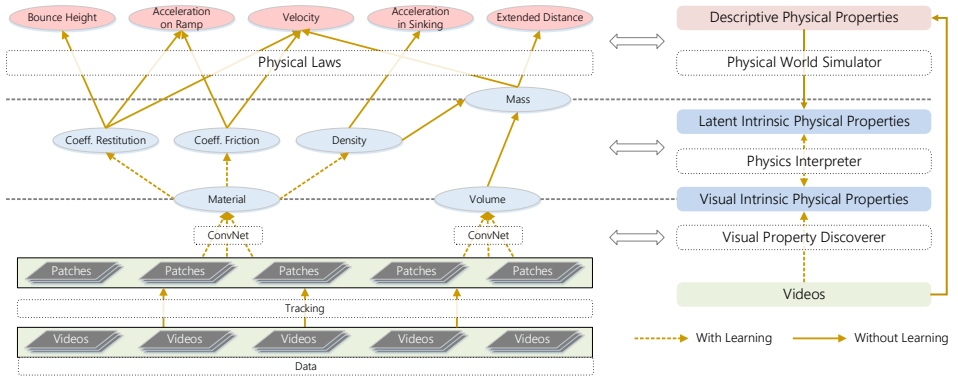 Bounce Height
Acceleration
on Ramp
Velocity
Acceleration
in Sinking
Extended Distance
Physical Laws
Mass
Coeff. Restitution
Coeff. Friction
Density
Material
Volume
ConvNet
ConvNet
Patches
Patches
Patches
Patches
Patches
Tracking
Videos
Videos
Videos
Videos
Videos
Data
Descriptive Physical Properties
Physical World Simulator
Latent Intrinsic Physical Properties
Physics Interpreter
Visual Intrinsic Physical Properties
Visual Property Discoverer
Videos
With Learning
Without Learning